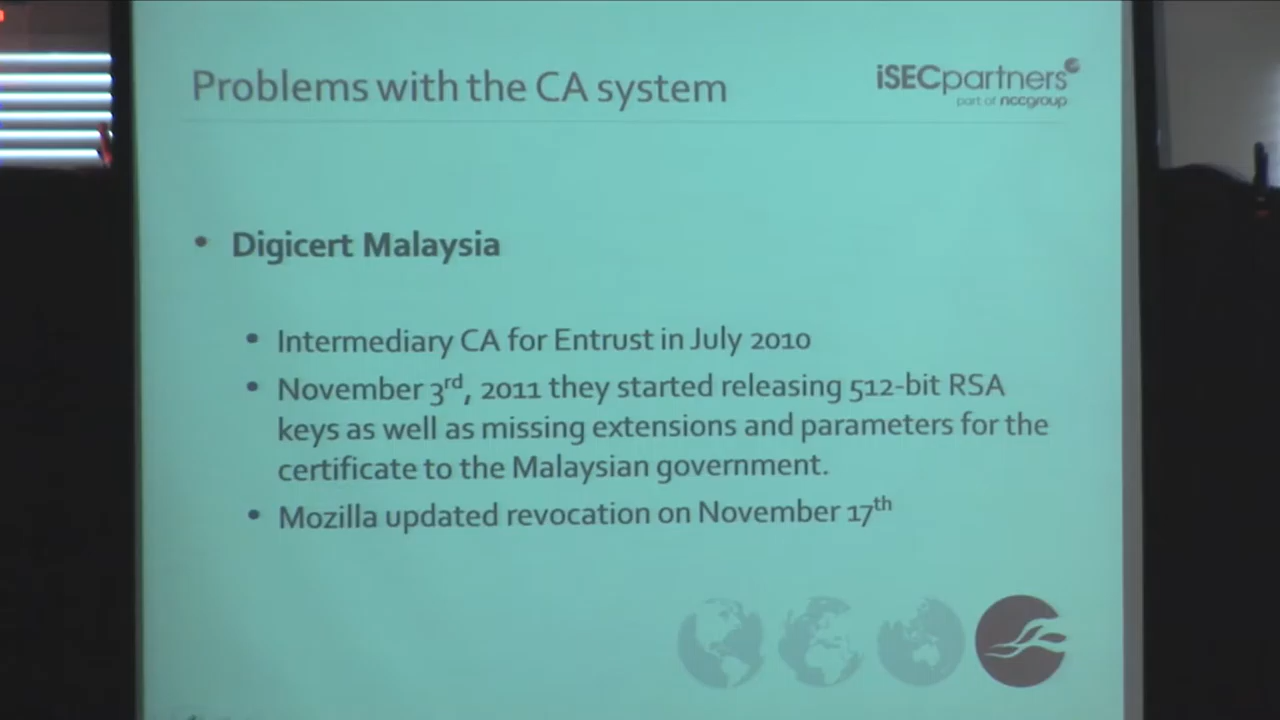 Problems with the CA system
iSECpartners
part of nccgroup
• Digicert Malaysia
• Intermediary CA for Entrust in July 2010
• November 3rd, 2011 they started releasing 512-bit RSA
keys as well as missing extensions and parameters for the
certificate to the Malaysian government.
• Mozilla updated revocation on November 17th